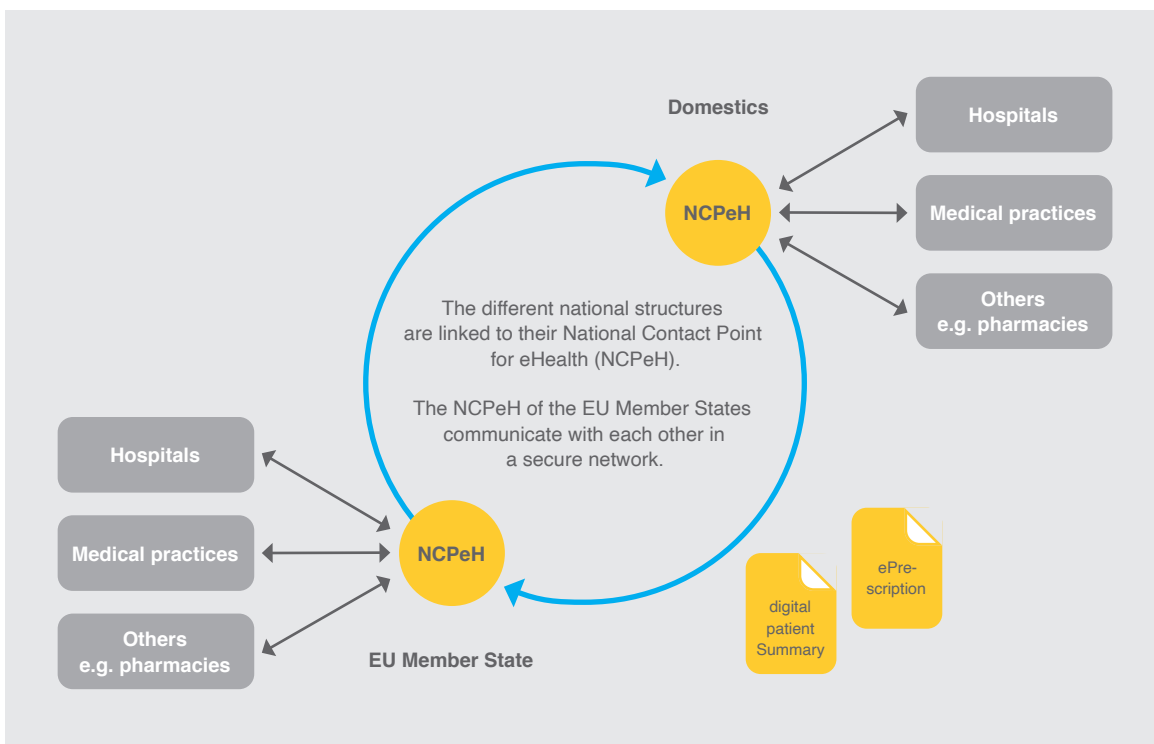 Domestics
NCPeH
Hospitals
Medical practices
Others
e.g. pharmacies
The different national structures
are linked to their National Contact Point
for eHealth (NCPeH).
The NCPeH of the EU Member States
communicate with each other in
a secure network.
Hospitals
Medical practices
Others
e.g. pharmacies
NCPeH
EU Member State
digital
patient
Summary
ePre-
scription